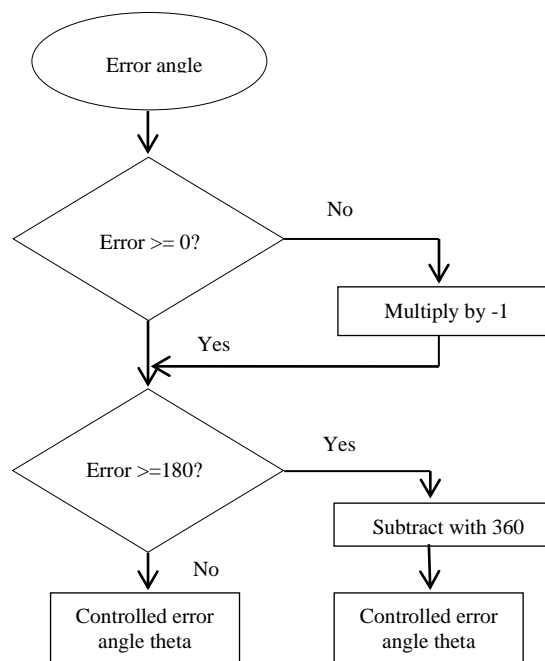 Error angle
No
Error >= 0?
Multiply by -1
Yes
Yes
Error >=180?
Subtract with 360
No
Controlled error
angle theta
Controlled error
angle theta